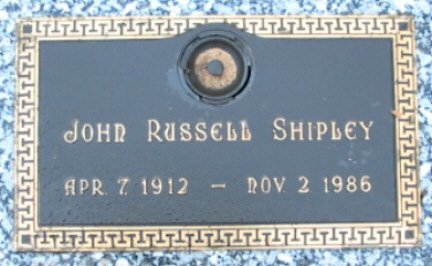 John Russell Shipley
Apr. 7, 1912 – Nov. 2, 1986